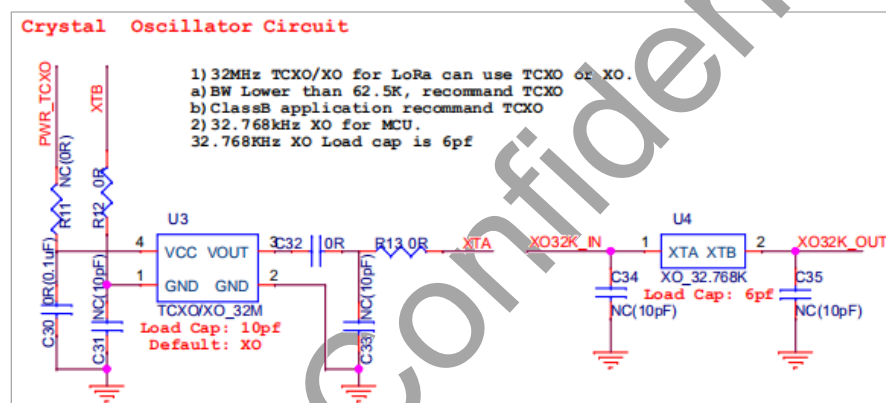 Crystal Oscillator Circuit
1)32MHz TCXO/XO for LoRa can use TCXO or XO.
a)BW Lower than 62.5K, recommand TCXO
b)ClassB application recommand TCXO
2)32.768kHz XO for MCU.
32.768KHz XO Load cap is 6pf
PWR_TCXO
XTB
R11
NC(0R)
R12
0R
U3
4
VCC VOUT
3
C32
0R
R13 0R
XTA
1
GND GND
2
TCXO/XO_32M
Load Cap: 10pf
Default: XO
C30
0R(0.1uF)
C31
NC(10pF)
C33
NC(10pF)
XO32K_IN
U4
1
XTA XTB
2
XO32K_OUT
XO_32.768K
Load Cap: 6pf
C34
NC(10pF)
C35
NC(10pF)
Confiden